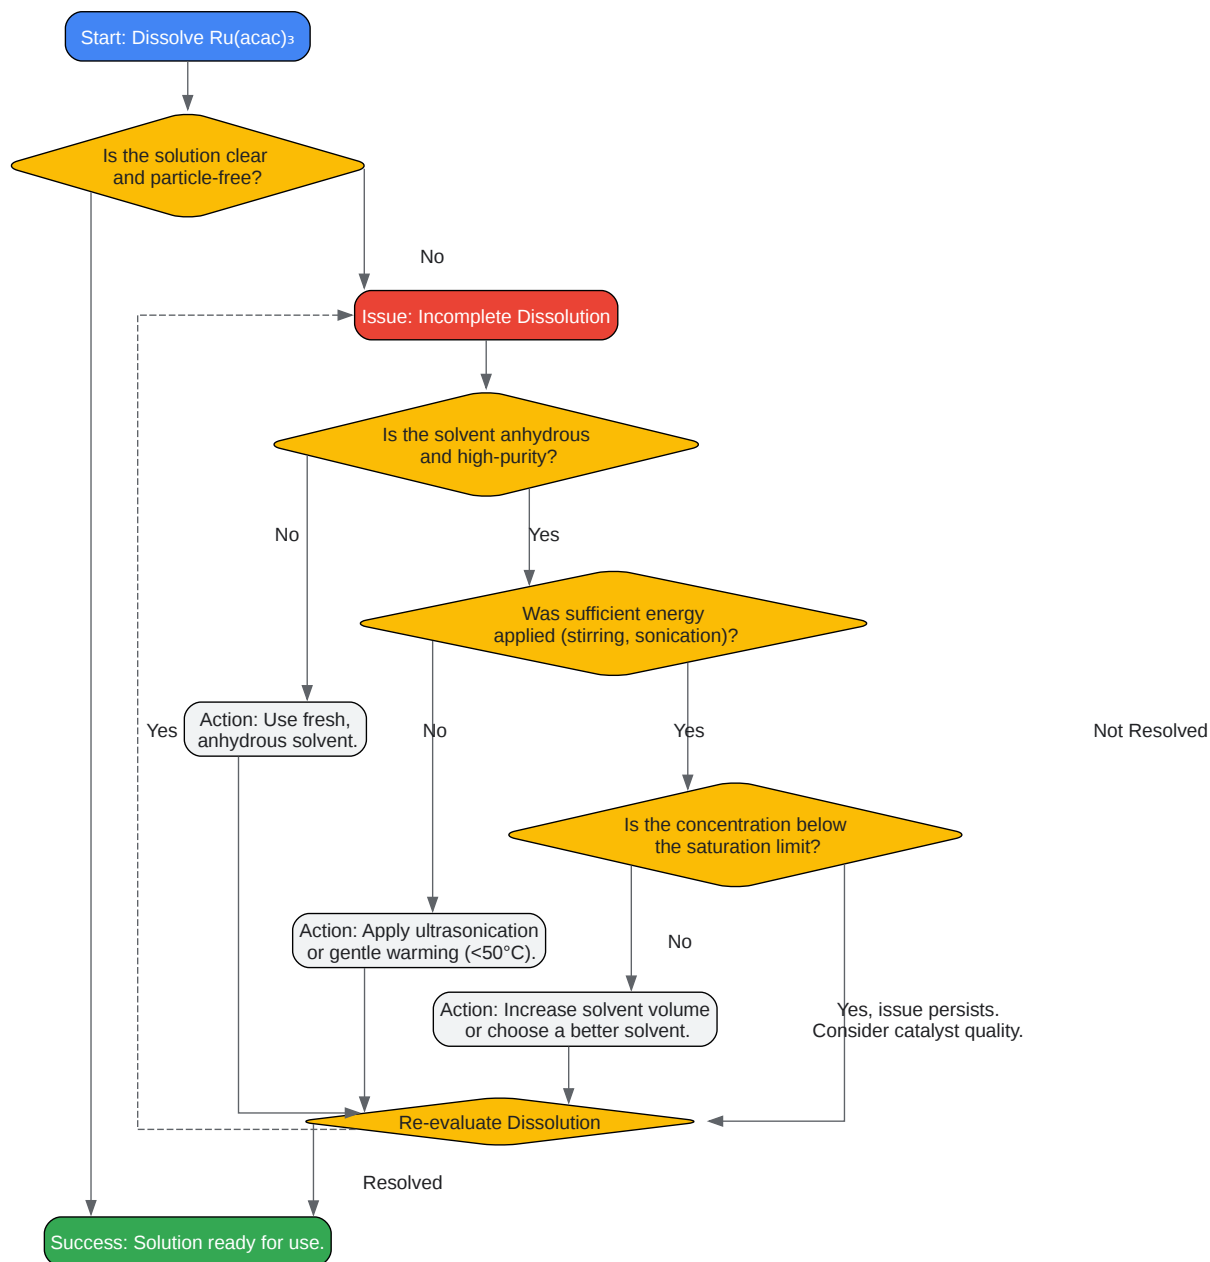 Start: Dissolve Ru(acac)₃
Is the solution clear
and particle-free?
No
Issue: Incomplete Dissolution
Is the solvent anhydrous
and high-purity?
No
Yes
Was sufficient energy
applied (stirring, sonication)?
Yes
Action: Use fresh,
anhydrous solvent.
No
Yes
Not Resolved
Is the concentration below
the saturation limit?
Action: Apply ultrasonication
or gentle warming (<50°C).
No
Action: Increase solvent volume
or choose a better solvent.
Yes, issue persists.
Consider catalyst quality.
Re-evaluate Dissolution
Resolved
Success: Solution ready for use.